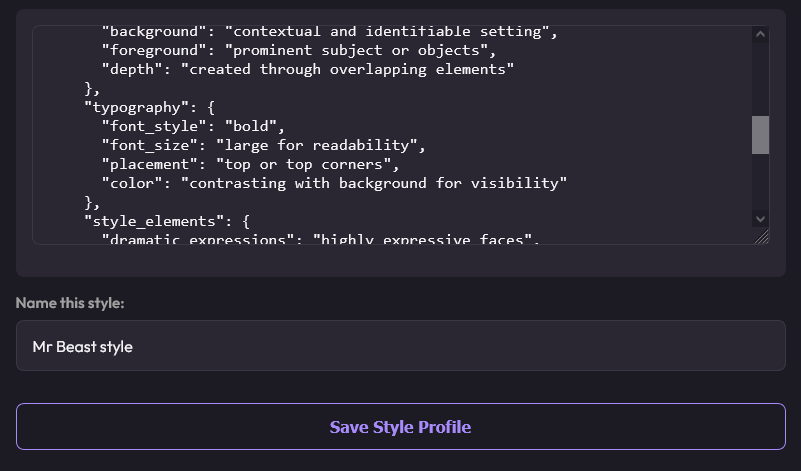 "background": "contextual and identifiable setting",
"foreground": "prominent subject or objects",
"depth": "created through overlapping elements"
},
"typography": {
"font_style": "bold",
"font_size": "large for readability",
"placement": "top or top corners",
"color": "contrasting with background for visibility"
},
"style_elements": {
"dramatic_expressions": "highly expressive faces",
Name this style:
Mr Beast style
Save Style Profile